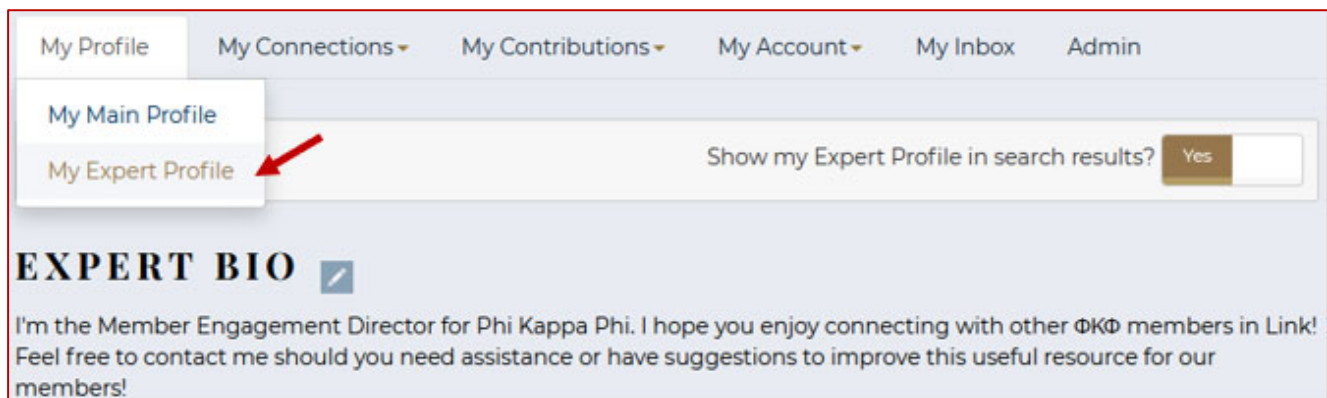 My Profile My Connections My Contributions My Account My Inbox Admin
My Main Profile
My Expert Profile
Show my Expert Profile in search results? Yes
EXPERT BIO
I'm the Member Engagement Director for Phi Kappa Phi. I hope you enjoy connecting with other ΦΚΦ members in Link!
Feel free to contact me should you need assistance or have suggestions to improve this useful resource for our
members!